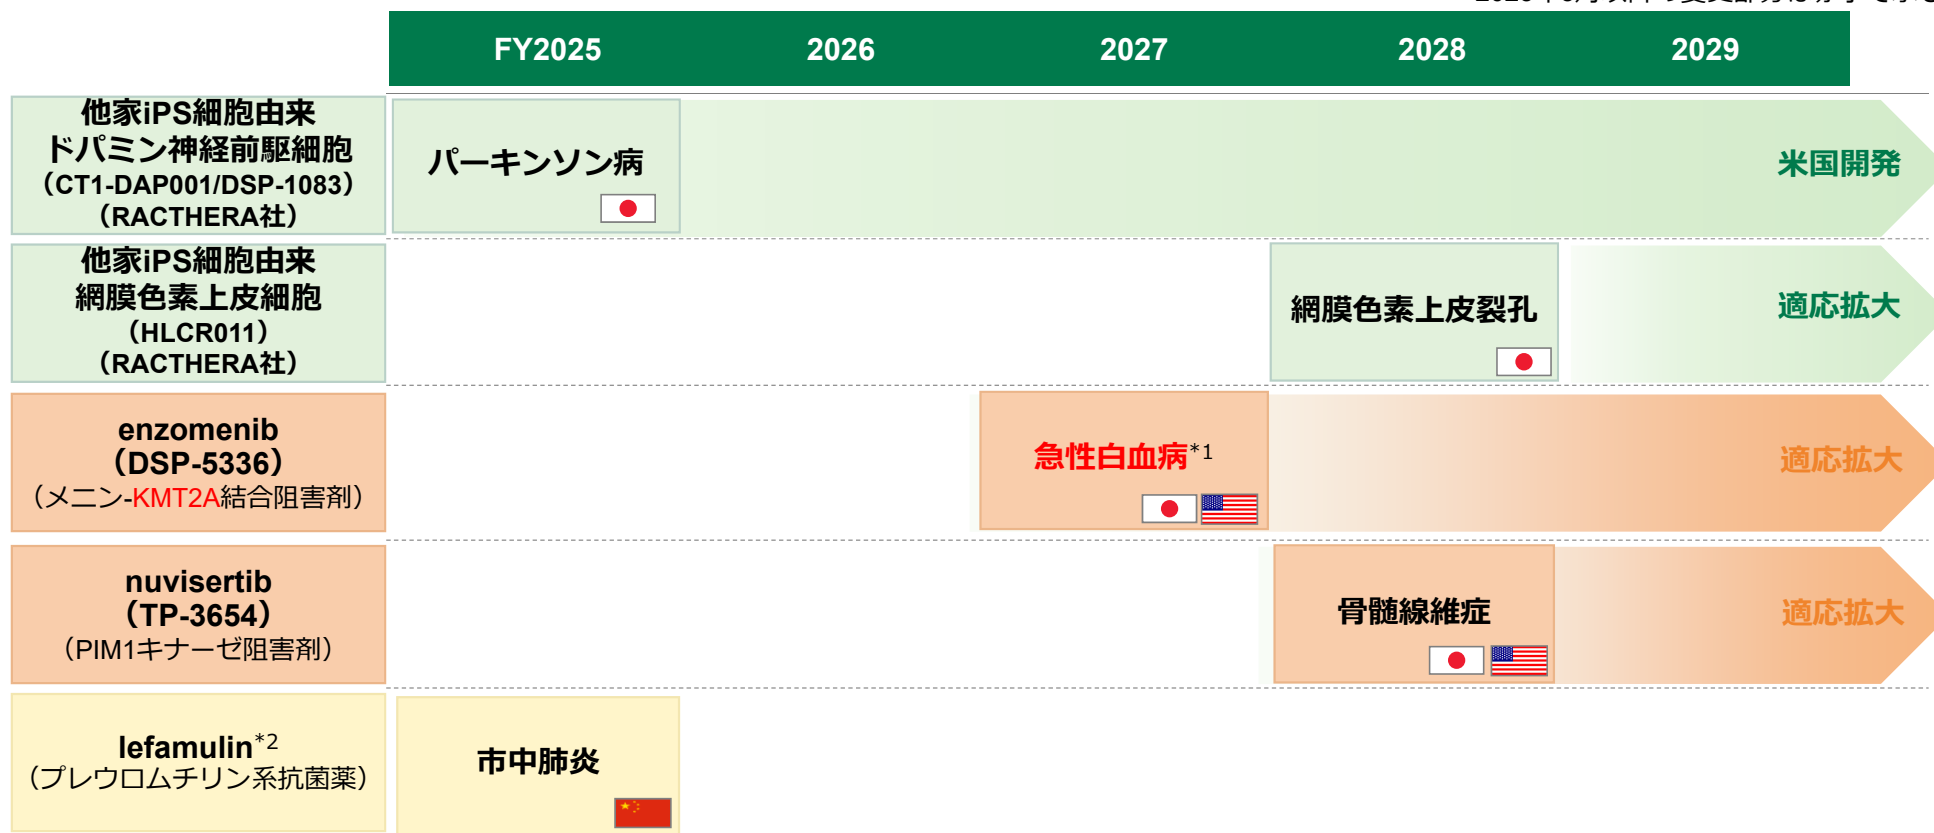 FY2025 2026 2027 2028 2029
他家iPS細胞由来
ドパミン神経前駆細胞
（CT1-DAP001/DSP-1083）
（RACTHERA社）
パーキンソン病
米国開発
他家iPS細胞由来
網膜色素上皮細胞
（HLCR011）
（RACTHERA社）
網膜色素上皮裂孔
適応拡大
enzomenib
（DSP-5336）
（メニン-KMT2A結合阻害剤）
急性白血病*1
適応拡大
nuvisertib
（TP-3654）
（PIM1キナーゼ阻害剤）
骨髄線維症
適応拡大
lefamulin*2
（プレウロムチリン系抗菌薬）
市中肺炎